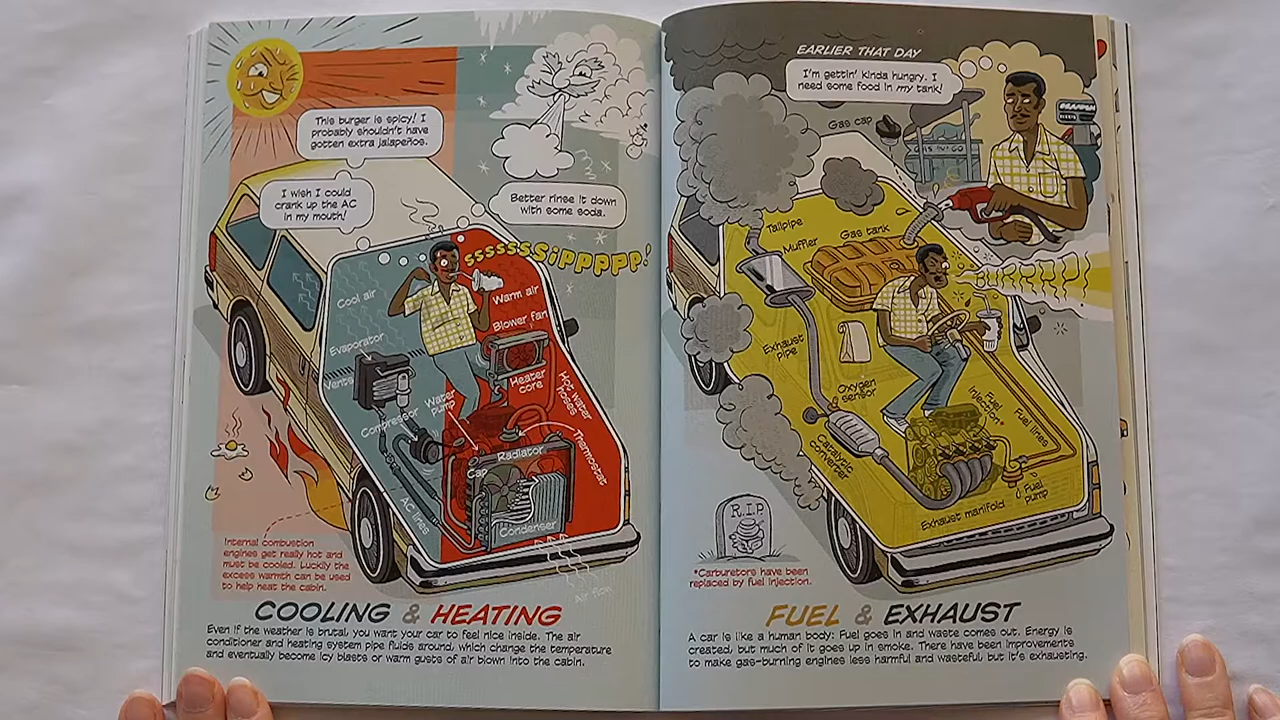 This burger is spicy! I
probably shouldn't have
gotten extra jalapeños.
I wish I could
crank up the AC
in my mouth!
Better rinse it down
with some soda.
ssssssSIPPPPP!
Cool air
Warm air
Blower fan
Evaporator
Vents
Heater
core
Hot water
hoses
Water
pump
Compressor
Thermostat
Radiator
Cap
AC lines
Condenser
Air flow
Internal combustion
engines get really hot and
must be cooled. Luckily the
excess warmth can be used
to help heat the cabin.
COOLING & HEATING
Even if the weather is brutal, you want your car to feel nice inside. The air
conditioner and heating system pipe fluids around, which change the temperature
and eventually become icy blasts or warm gusts of air blown into the cabin.
EARLIER THAT DAY
I'm gettin' kinda hungry. I
need some food in my tank!
Gas cap
Tailpipe
Muffler
Gas tank
Exhaust
pipe
Oxygen
sensor
Fuel
injection*
Fuel lines
Catalytic
converter
Fuel
pump
Exhaust manifold
R.I.P
*Carburetors have been
replaced by fuel injection.
FUEL & EXHAUST
A car is like a human body: Fuel goes in and waste comes out. Energy is
created, but much of it goes up in smoke. There have been improvements
to make gas-burning engines less harmful and wasteful, but it's exhausting.